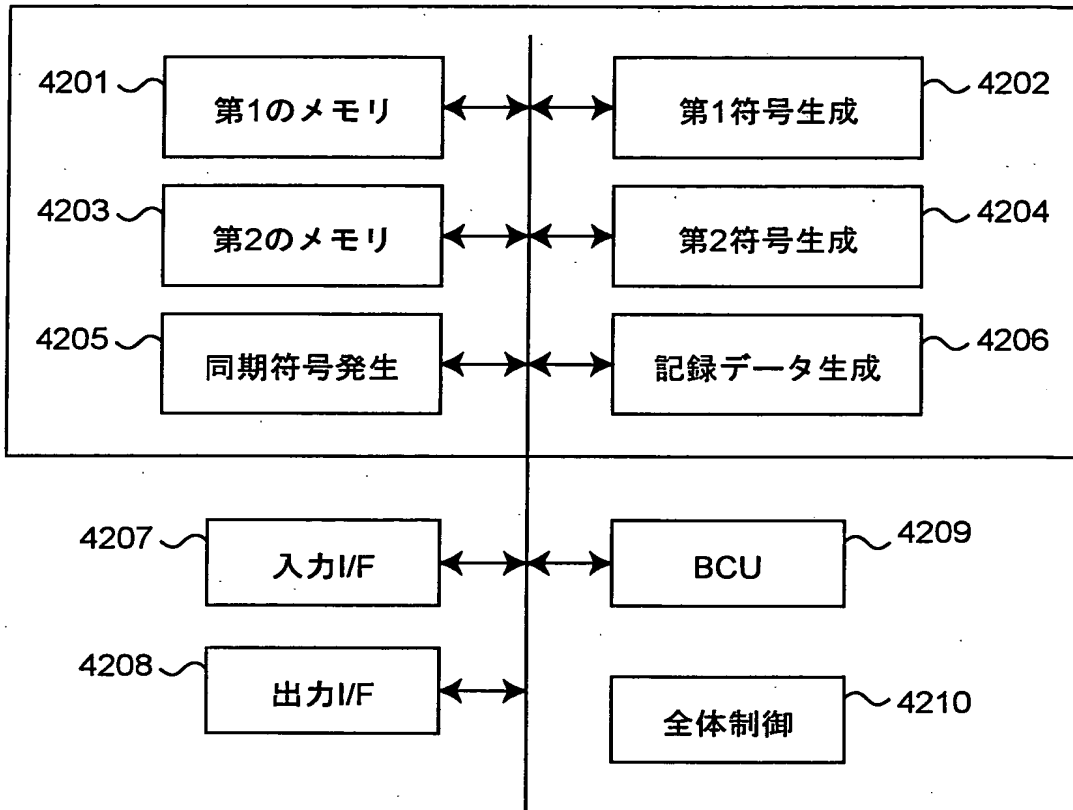 4201
第1のメモリ
第1符号生成
4202
4203
第2のメモリ
第2符号生成
4204
4205
同期符号発生
記録データ生成
4206
4207
入力I/F
BCU
4209
4208
出力I/F
全体制御
4210